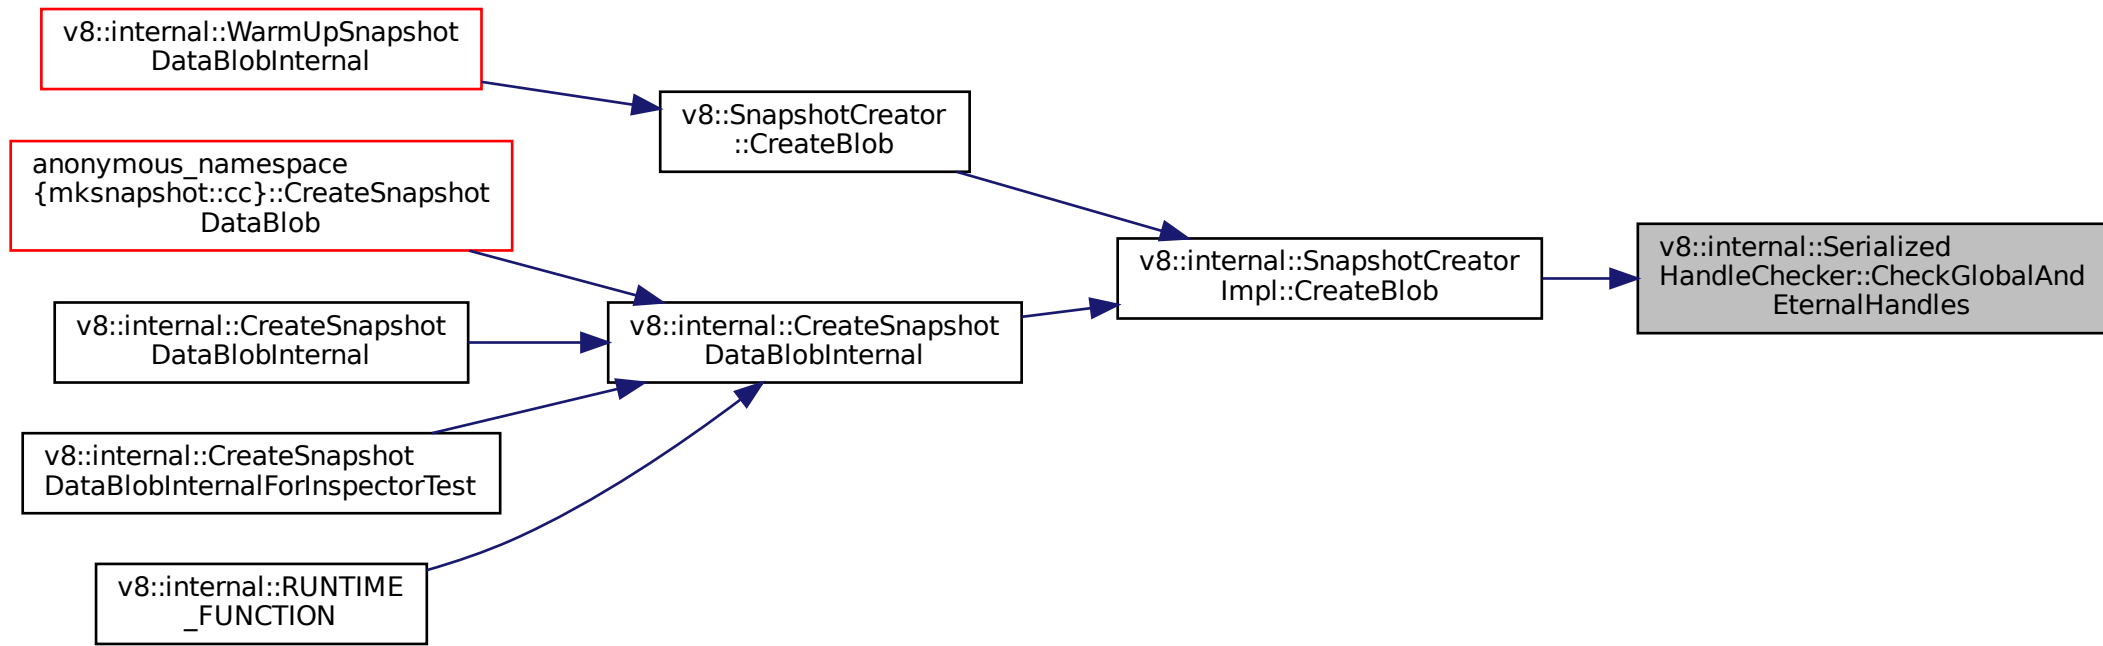 v8::internal::WarmUpSnapshot
DataBlobInternal
anonymous_namespace
{mksnapshot::cc}::CreateSnapshot
DataBlob
v8::internal::CreateSnapshot
DataBlobInternal
v8::internal::CreateSnapshot
DataBlobInternalForInspectorTest
v8::internal::RUNTIME
_FUNCTION
v8::SnapshotCreator
::CreateBlob
v8::internal::CreateSnapshot
DataBlobInternal
v8::internal::SnapshotCreator
Impl::CreateBlob
v8::internal::Serialized
HandleChecker::CheckGlobalAnd
EternalHandles